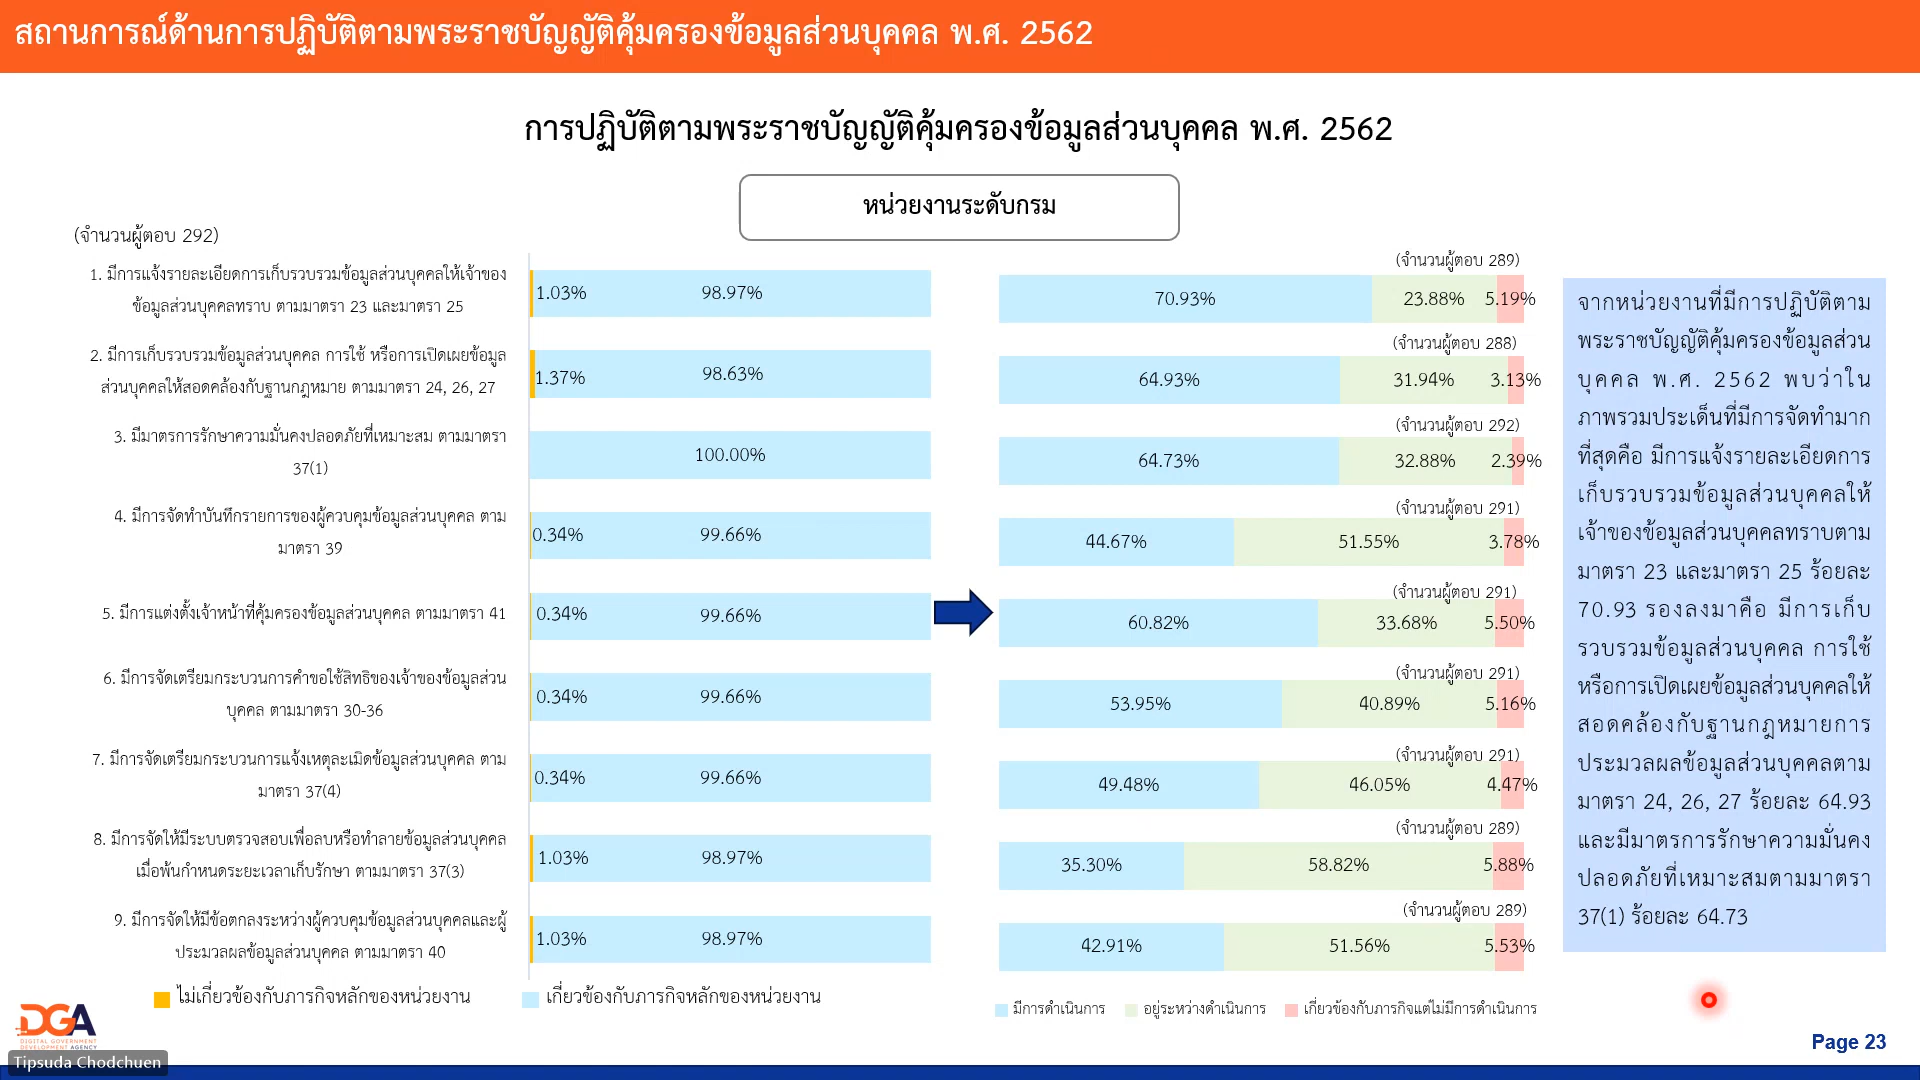 สถานการณ์ด้านการปฏิบัติตามพระราชบัญญัติคุ้มครองข้อมูลส่วนบุคคล พ.ศ. 2562
การปฏิบัติตามพระราชบัญญัติคุ้มครองข้อมูลส่วนบุคคล พ.ศ. 2562
หน่วยงานระดับกรม
(จำนวนผู้ตอบ 292)
1. มีการแจ้งรายละเอียดการเก็บรวบรวมข้อมูลส่วนบุคคลให้เจ้าของ
ข้อมูลส่วนบุคคลทราบ ตามมาตรา 23 และมาตรา 25
1.03% 98.97%
(จำนวนผู้ตอบ 289)
70.93% 23.88% 5.19%
2. มีการเก็บรวบรวมข้อมูลส่วนบุคคล การใช้ หรือการเปิดเผยข้อมูล
ส่วนบุคคลให้สอดคล้องกับฐานกฎหมาย ตามมาตรา 24, 26, 27
1.37% 98.63%
(จำนวนผู้ตอบ 288)
64.93% 31.94% 3.13%
3. มีมาตรการรักษาความมั่นคงปลอดภัยที่เหมาะสม ตามมาตรา
37(1)
100.00%
(จำนวนผู้ตอบ 292)
64.73% 32.88% 2.39%
4. มีการจัดทำบันทึกรายการของผู้ควบคุมข้อมูลส่วนบุคคล ตาม
มาตรา 39
0.34% 99.66%
(จำนวนผู้ตอบ 291)
44.67% 51.55% 3.78%
5. มีการแต่งตั้งเจ้าหน้าที่คุ้มครองข้อมูลส่วนบุคคล ตามมาตรา 41
0.34% 99.66%
(จำนวนผู้ตอบ 291)
60.82% 33.68% 5.50%
6. มีการจัดเตรียมกระบวนการคำขอใช้สิทธิของเจ้าของข้อมูลส่วน
บุคคล ตามมาตรา 30-36
0.34% 99.66%
(จำนวนผู้ตอบ 291)
53.95% 40.89% 5.16%
7. มีการจัดเตรียมกระบวนการแจ้งเหตุละเมิดข้อมูลส่วนบุคคล ตาม
มาตรา 37(4)
0.34% 99.66%
(จำนวนผู้ตอบ 291)
49.48% 46.05% 4.47%
8. มีการจัดให้มีระบบตรวจสอบเพื่อลบหรือทำลายข้อมูลส่วนบุคคล
เมื่อพ้นกำหนดระยะเวลาเก็บรักษา ตามมาตรา 37(3)
1.03% 98.97%
(จำนวนผู้ตอบ 289)
35.30% 58.82% 5.88%
9. มีการจัดให้มีข้อตกลงระหว่างผู้ควบคุมข้อมูลส่วนบุคคลและผู้
ประมวลผลข้อมูลส่วนบุคคล ตามมาตรา 40
1.03% 98.97%
(จำนวนผู้ตอบ 289)
42.91% 51.56% 5.53%
ไม่เกี่ยวข้องกับภารกิจหลักของหน่วยงาน เกี่ยวข้องกับภารกิจหลักของหน่วยงาน
มีการดำเนินการ อยู่ระหว่างดำเนินการ เกี่ยวข้องกับภารกิจแต่ไม่มีการดำเนินการ
จากหน่วยงานที่มีการปฏิบัติตาม
พระราชบัญญัติคุ้มครองข้อมูลส่วน
บุคคล พ.ศ. 2562 พบว่าใน
ภาพรวมประเด็นที่มีการจัดทำมาก
ที่สุดคือ มีการแจ้งรายละเอียดการ
เก็บรวบรวมข้อมูลส่วนบุคคลให้
เจ้าของข้อมูลส่วนบุคคลทราบตาม
มาตรา 23 และมาตรา 25 ร้อยละ
70.93 รองลงมาคือ มีการเก็บ
รวบรวมข้อมูลส่วนบุคคล การใช้
หรือการเปิดเผยข้อมูลส่วนบุคคลให้
สอดคล้องกับฐานกฎหมายการ
ประมวลผลข้อมูลส่วนบุคคลตาม
มาตรา 24, 26, 27 ร้อยละ 64.93
และมีมาตรการรักษาความมั่นคง
ปลอดภัยที่เหมาะสมตามมาตรา
37(1) ร้อยละ 64.73
DGA
DIGITAL GOVERNMENT
DEVELOPMENT AGENCY
Tipsuda Chodchuen
Page 23